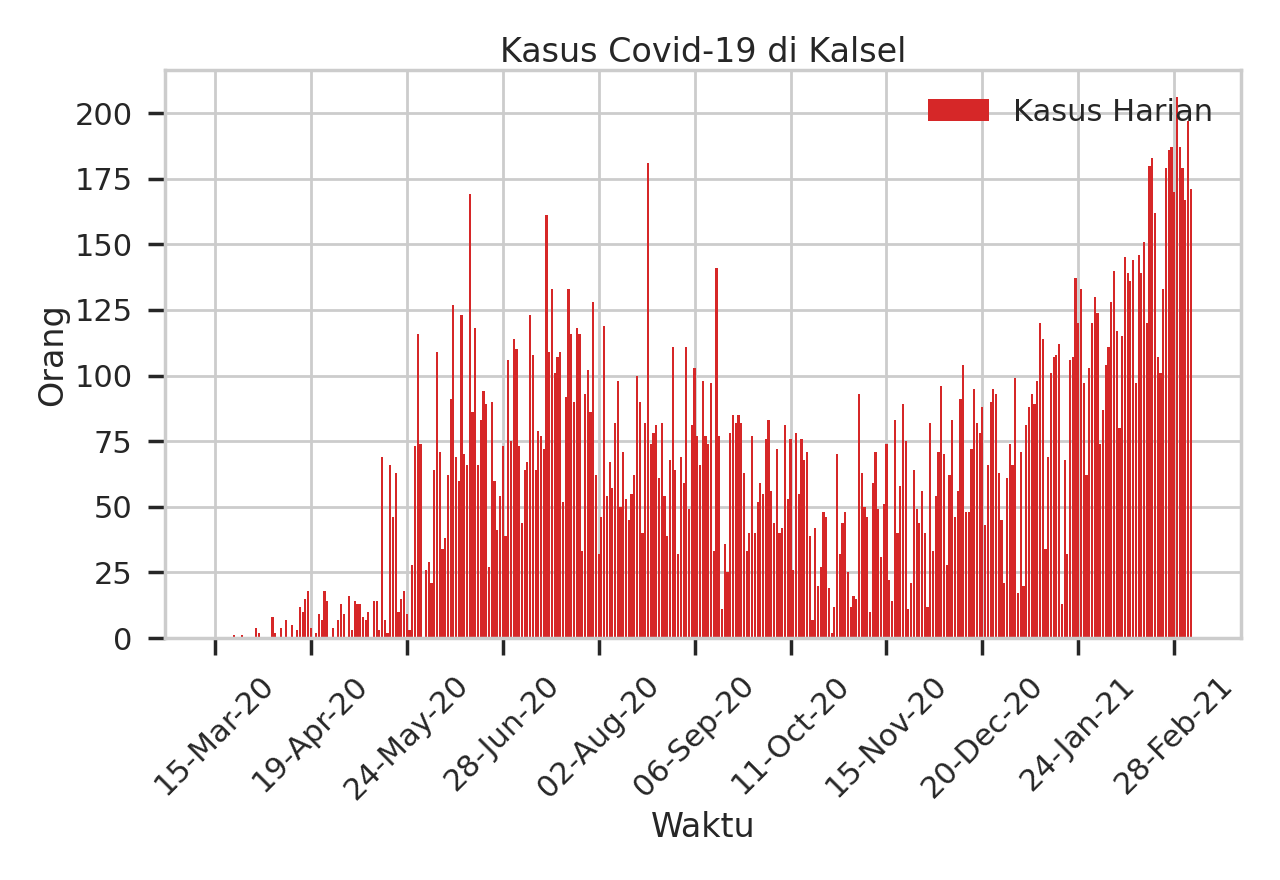 Kasus Covid-19 di Kalsel
Kasus Harian
Orang
200
175
150
125
100
75
50
25
0
15-Mar-20
19-Apr-20
24-May-20
28-Jun-20
02-Aug-20
06-Sep-20
11-Oct-20
15-Nov-20
20-Dec-20
24-Jan-21
28-Feb-21
Waktu